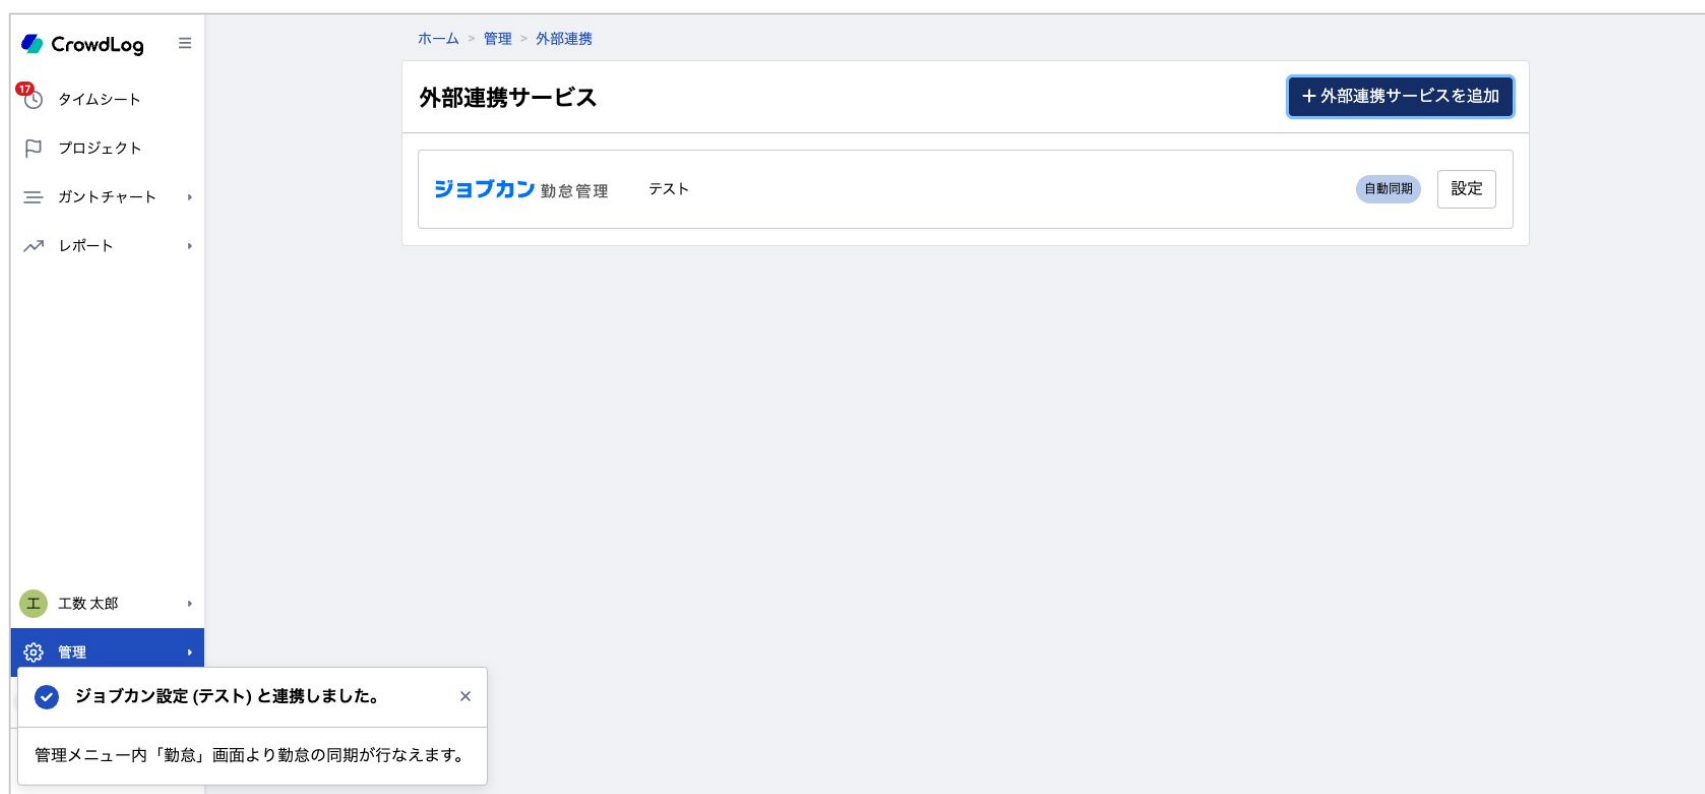 CrowdLog
17
タイムシート
プロジェクト
ガントチャート
レポート
ホーム > 管理 > 外部連携
外部連携サービス
+ 外部連携サービスを追加
ジョブカン 勤怠管理 テスト 自動同期 設定
工 工数 太郎
管理
ジョブカン設定 (テスト) と連携しました。
管理メニュー内「勤怠」画面より勤怠の同期が行なえます。